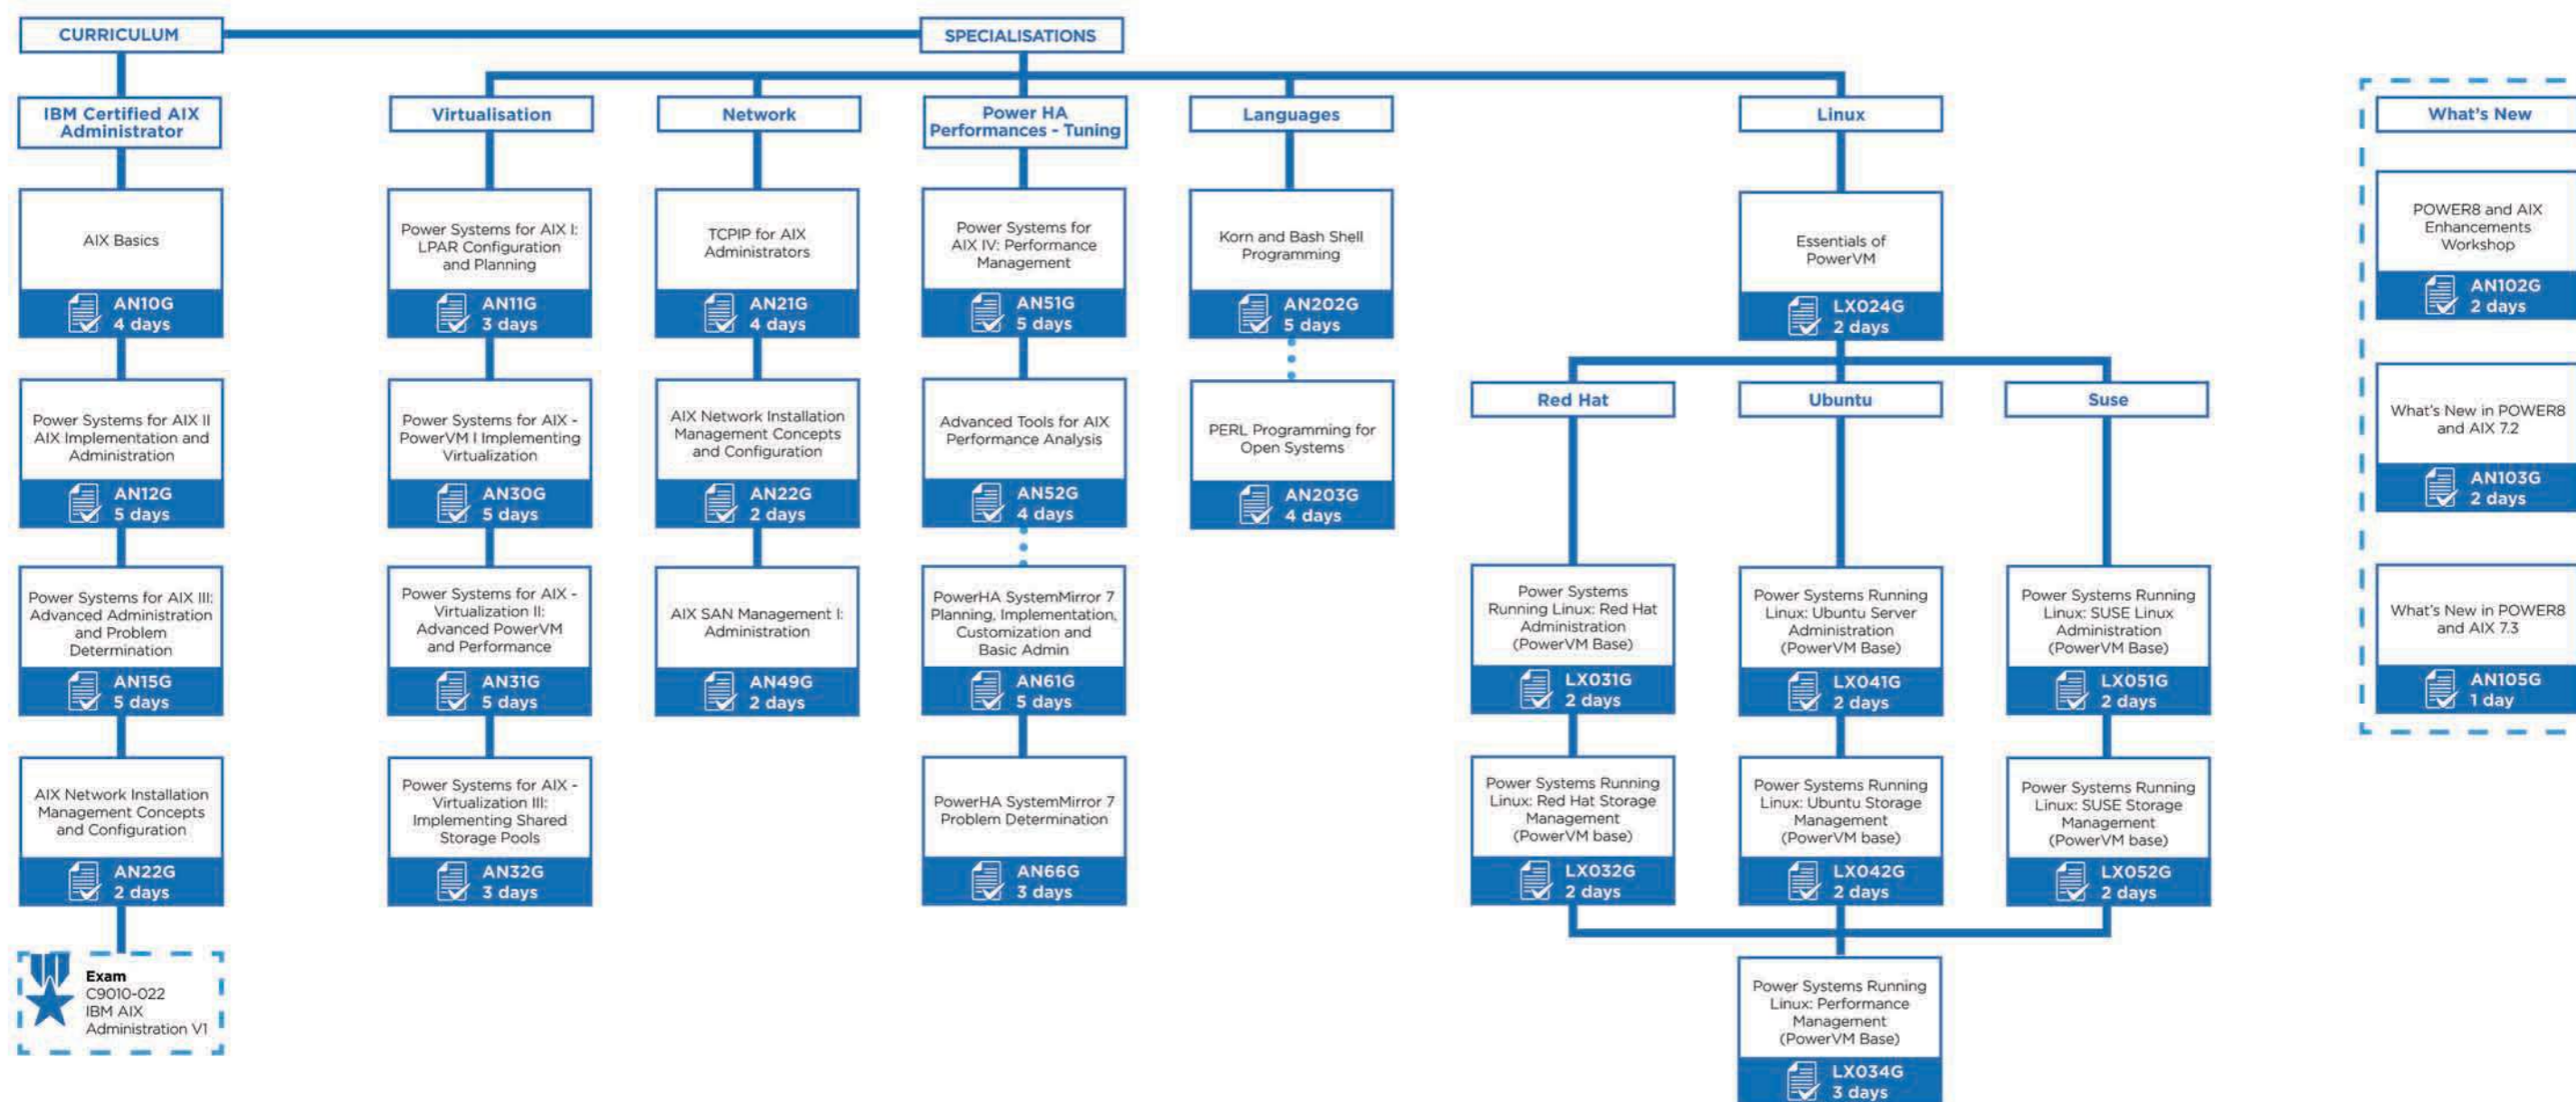 CURRICULUM
SPECIALISATIONS
IBM Certified AIX
Administrator
AIX Basics
AN10G
4 days
Power Systems for AIX II
AIX Implementation and
Administration
AN12G
5 days
Power Systems for AIX III:
Advanced Administration
and Problem
Determination
AN15G
5 days
AIX Network Installation
Management Concepts
and Configuration
AN22G
2 days
Exam
C9010-022
IBM AIX
Administration V1
Virtualisation
Power Systems for AIX I:
LPAR Configuration
and Planning
AN11G
3 days
Power Systems for AIX -
PowerVM I Implementing
Virtualization
AN30G
5 days
Power Systems for AIX -
Virtualization II:
Advanced PowerVM
and Performance
AN31G
5 days
Power Systems for AIX -
Virtualization III:
Implementing Shared
Storage Pools
AN32G
3 days
Network
TCPIP for AIX
Administrators
AN21G
4 days
AIX Network Installation
Management Concepts
and Configuration
AN22G
2 days
AIX SAN Management I:
Administration
AN49G
2 days
Power HA
Performances - Tuning
Power Systems for
AIX IV: Performance
Management
AN51G
5 days
Advanced Tools for AIX
Performance Analysis
AN52G
4 days
PowerHA SystemMirror 7
Planning, Implementation,
Customization and
Basic Admin
AN61G
5 days
PowerHA SystemMirror 7
Problem Determination
AN66G
3 days
Languages
Korn and Bash Shell
Programming
AN202G
5 days
PERL Programming for
Open Systems
AN203G
4 days
Linux
Essentials of
PowerVM
LX024G
2 days
Red Hat
Power Systems
Running Linux: Red Hat
Administration
(PowerVM Base)
LX031G
2 days
Power Systems Running
Linux: Red Hat Storage
Management
(PowerVM base)
LX032G
2 days
Ubuntu
Power Systems Running
Linux: Ubuntu Server
Administration
(PowerVM Base)
LX041G
2 days
Power Systems Running
Linux: Ubuntu Storage
Management
(PowerVM base)
LX042G
2 days
Suse
Power Systems Running
Linux: SUSE Linux
Administration
(PowerVM Base)
LX051G
2 days
Power Systems Running
Linux: SUSE Storage
Management
(PowerVM base)
LX052G
2 days
Power Systems Running
Linux: Performance
Management
(PowerVM Base)
LX034G
3 days
What's New
POWER8 and AIX
Enhancements
Workshop
AN102G
2 days
What's New in POWER8
and AIX 7.2
AN103G
2 days
What's New in POWER8
and AIX 7.3
AN105G
1 day